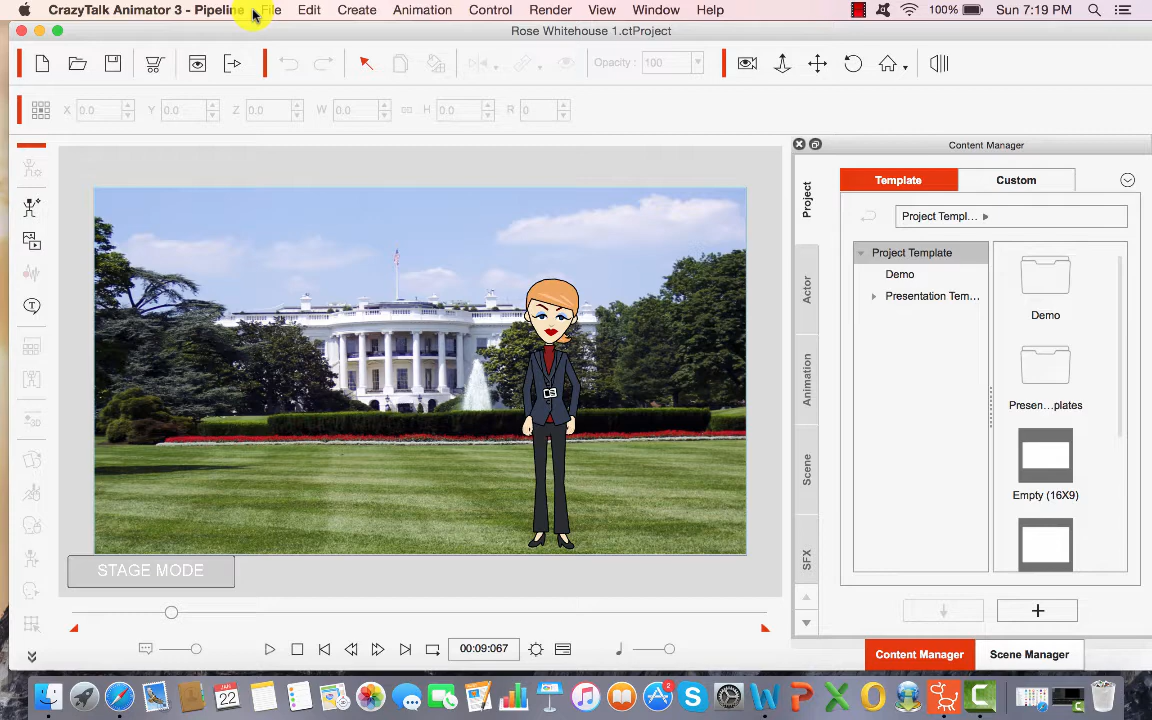 CrazyTalk Animator 3 - Pipeline File Edit Create Animation Control Render View Window Help 100% Sun 7:19 PM
Rose Whitehouse 1.ctProject
Opacity : 100
X 0.0 Y 0.0 Z 0.0 W 0.0 H 0.0 R 0
Content Manager
Template Custom
Project
Project Templ...
Project Template
Demo
Presentation Tem...
Demo
Presen...plates
Empty (16X9)
Actor
Animation
Scene
SFX
STAGE MODE
00:09:067
Content Manager Scene Manager